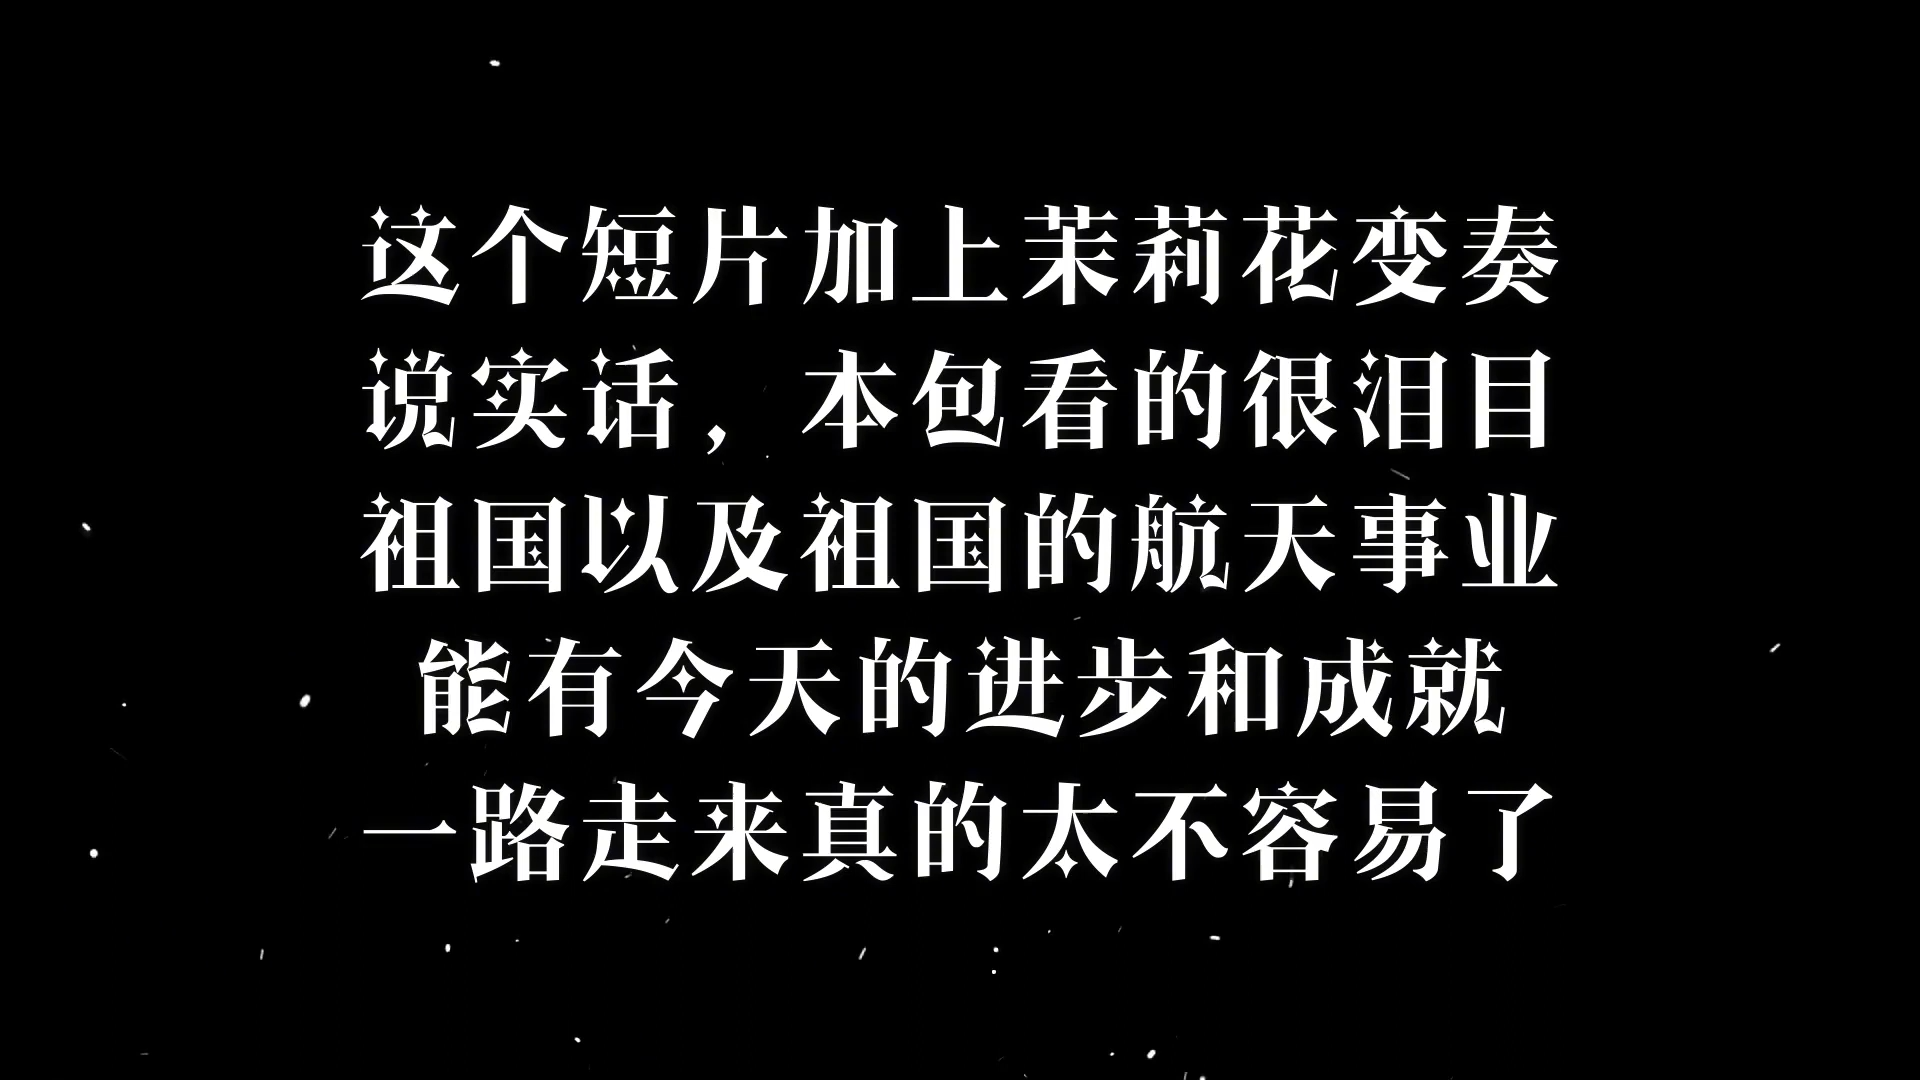 这个短片加上茉莉花变奏
说实话，本包看的很泪目
祖国以及祖国的航天事业
能有今天的进步和成就
一路走来真的太不容易了